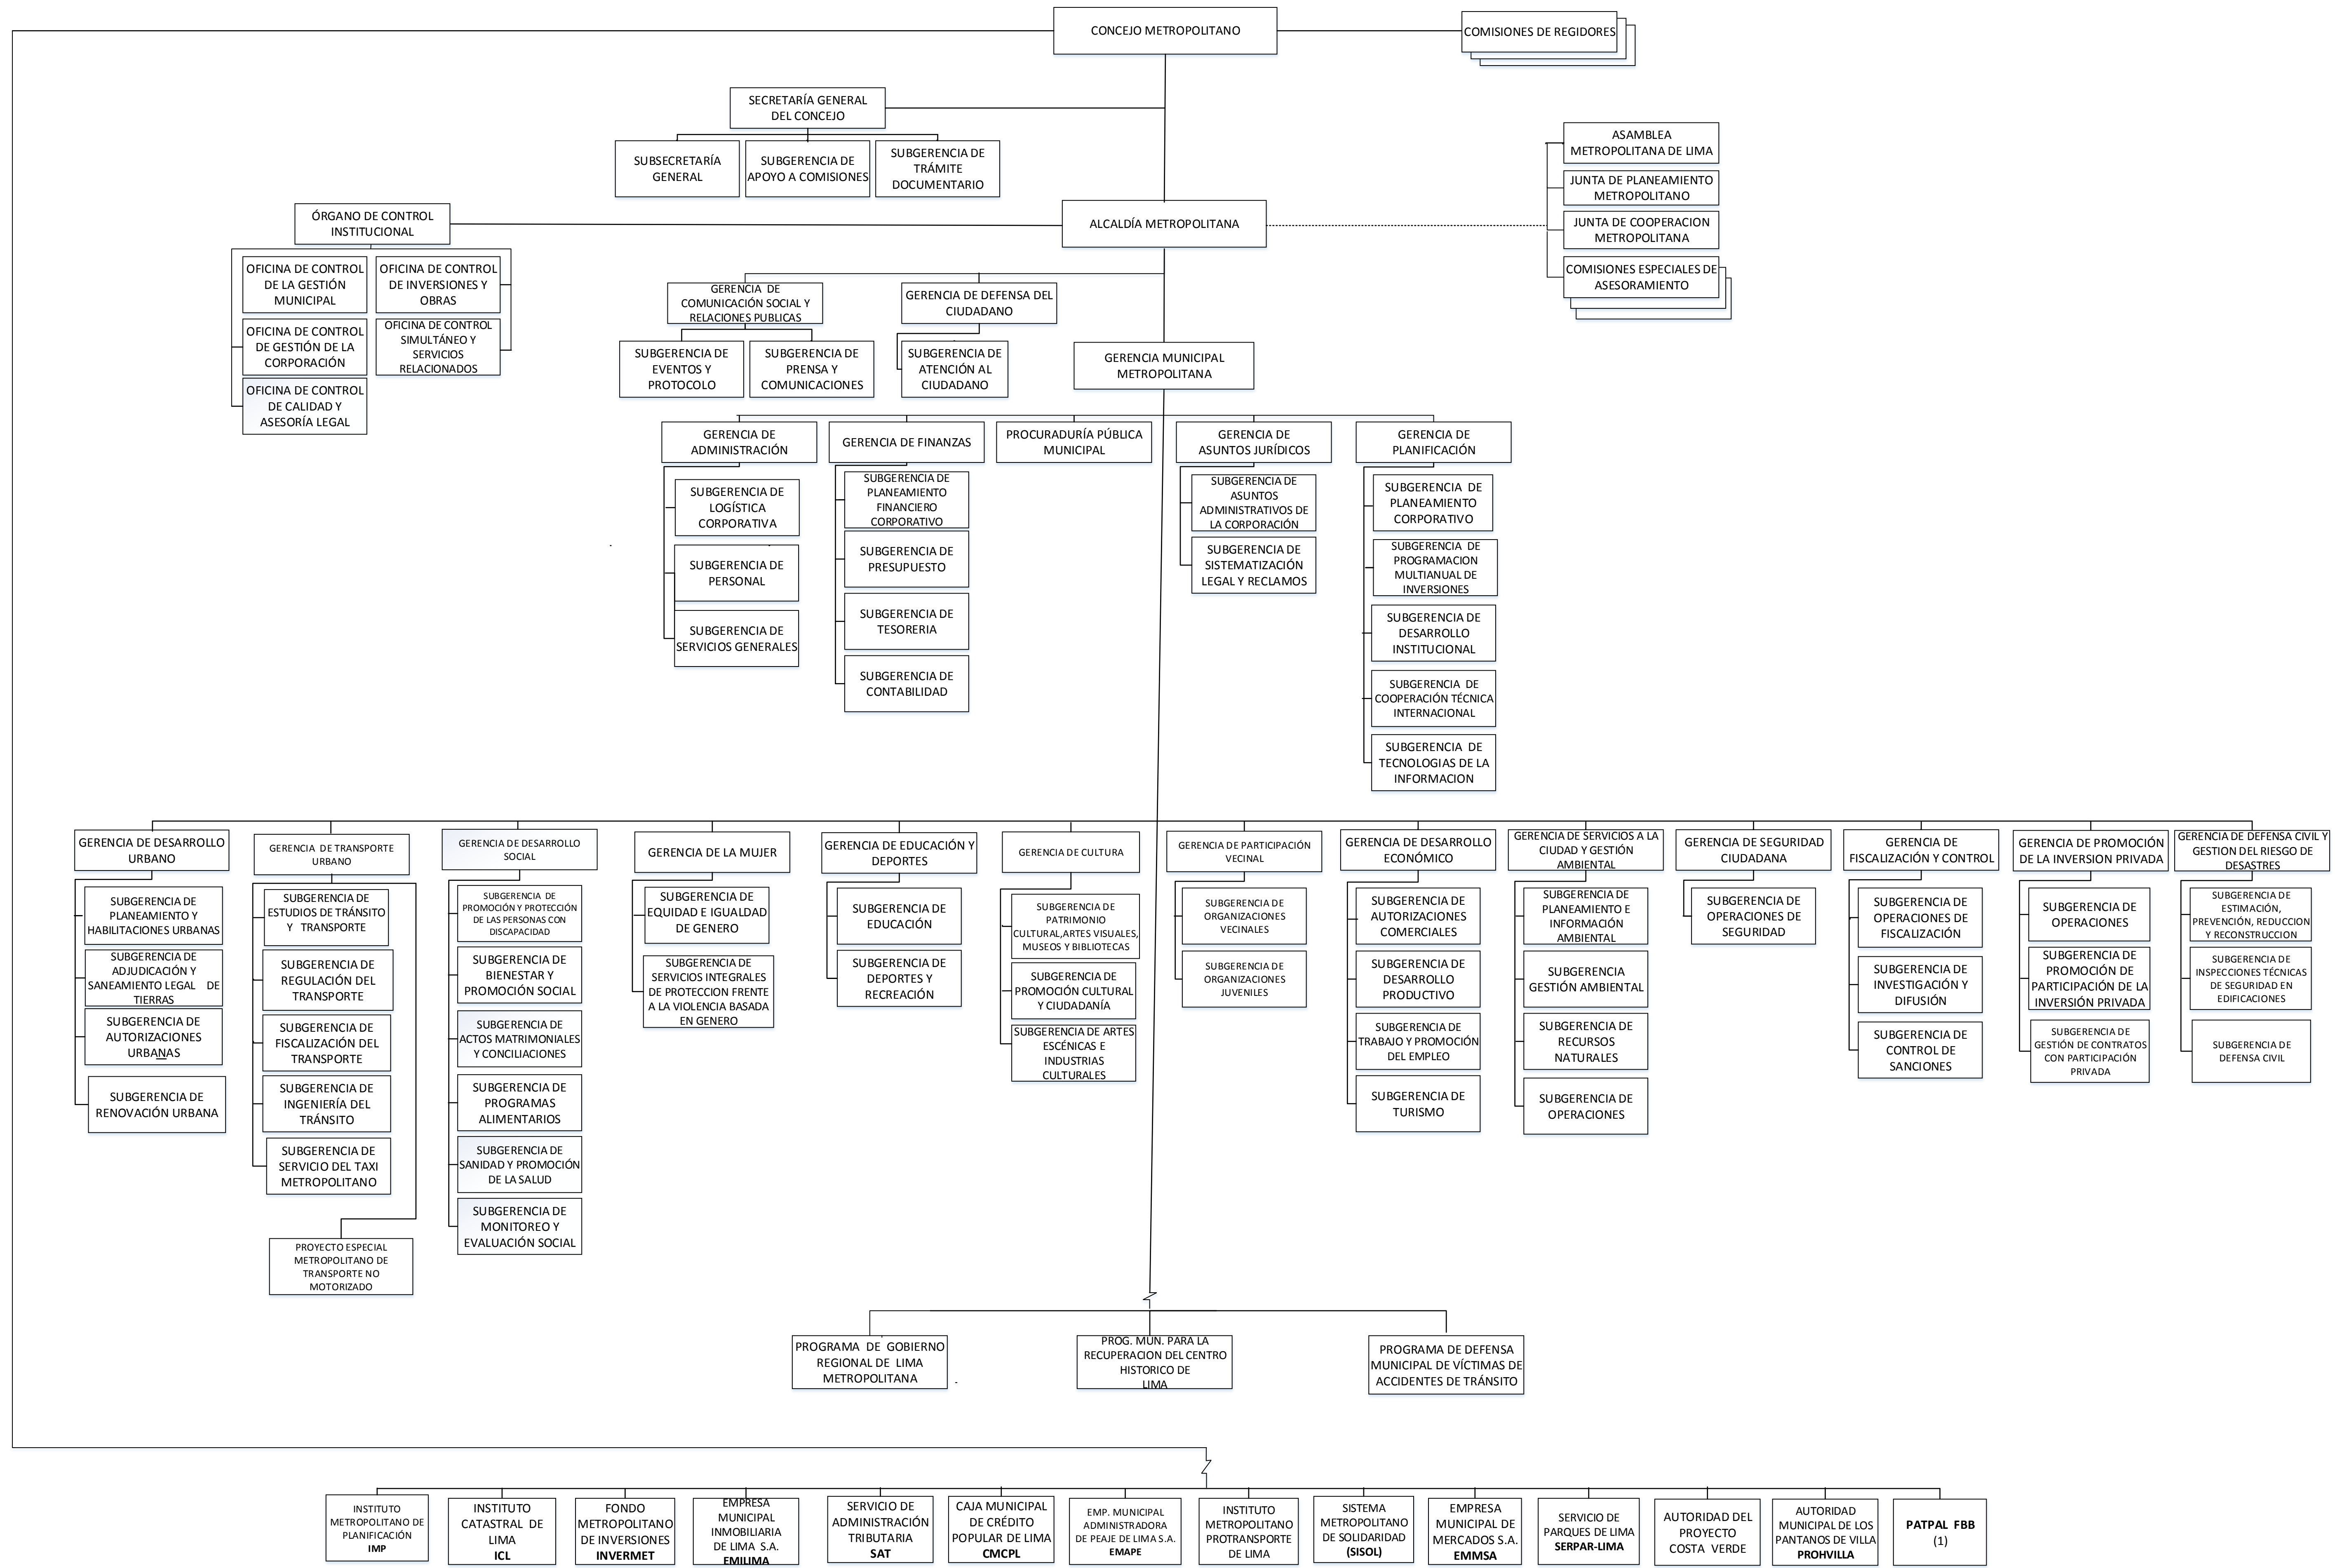 CONCEJO METROPOLITANO
COMISIONES DE REGIDORES
SECRETARÍA GENERAL
DEL CONCEJO
SUBSECRETARÍA
GENERAL
SUBGERENCIA DE
APOYO A COMISIONES
SUBGERENCIA DE
TRÁMITE
DOCUMENTARIO
ASAMBLEA
METROPOLITANA DE LIMA
JUNTA DE PLANEAMIENTO
METROPOLITANO
JUNTA DE COOPERACION
METROPOLITANA
COMISIONES ESPECIALES DE
ASESORAMIENTO
ALCALDÍA METROPOLITANA
ÓRGANO DE CONTROL
INSTITUCIONAL
OFICINA DE CONTROL
DE LA GESTIÓN
MUNICIPAL
OFICINA DE CONTROL
DE INVERSIONES Y
OBRAS
OFICINA DE CONTROL
DE GESTIÓN DE LA
CORPORACIÓN
OFICINA DE CONTROL
SIMULTÁNEO Y
SERVICIOS
RELACIONADOS
OFICINA DE CONTROL
DE CALIDAD Y
ASESORÍA LEGAL
GERENCIA DE
COMUNICACIÓN SOCIAL Y
RELACIONES PUBLICAS
SUBGERENCIA DE
EVENTOS Y
PROTOCOLO
SUBGERENCIA DE
PRENSA Y
COMUNICACIONES
GERENCIA DE DEFENSA DEL
CIUDADANO
SUBGERENCIA DE
ATENCIÓN AL
CIUDADANO
GERENCIA MUNICIPAL
METROPOLITANA
GERENCIA DE
ADMINISTRACIÓN
SUBGERENCIA DE
LOGÍSTICA
CORPORATIVA
SUBGERENCIA DE
PERSONAL
SUBGERENCIA DE
SERVICIOS GENERALES
GERENCIA DE FINANZAS
SUBGERENCIA DE
PLANEAMIENTO
FINANCIERO
CORPORATIVO
SUBGERENCIA DE
PRESUPUESTO
SUBGERENCIA DE
TESORERIA
SUBGERENCIA DE
CONTABILIDAD
PROCURADURÍA PÚBLICA
MUNICIPAL
GERENCIA DE
ASUNTOS JURÍDICOS
SUBGERENCIA DE
ASUNTOS
ADMINISTRATIVOS DE
LA CORPORACIÓN
SUBGERENCIA DE
SISTEMATIZACIÓN
LEGAL Y RECLAMOS
GERENCIA DE
PLANIFICACIÓN
SUBGERENCIA DE
PLANEAMIENTO
CORPORATIVO
SUBGERENCIA DE
PROGRAMACION
MULTIANUAL DE
INVERSIONES
SUBGERENCIA DE
DESARROLLO
INSTITUCIONAL
SUBGERENCIA DE
COOPERACIÓN TÉCNICA
INTERNACIONAL
SUBGERENCIA DE
TECNOLOGIAS DE LA
INFORMACION
GERENCIA DE DESARROLLO
URBANO
SUBGERENCIA DE
PLANEAMIENTO Y
HABILITACIONES URBANAS
SUBGERENCIA DE
ADJUDICACIÓN Y
SANEAMIENTO LEGAL DE
TIERRAS
SUBGERENCIA DE
AUTORIZACIONES
URBANAS
SUBGERENCIA DE
RENOVACIÓN URBANA
GERENCIA DE TRANSPORTE
URBANO
SUBGERENCIA DE
ESTUDIOS DE TRÁNSITO
Y TRANSPORTE
SUBGERENCIA DE
REGULACIÓN DEL
TRANSPORTE
SUBGERENCIA DE
FISCALIZACIÓN DEL
TRANSPORTE
SUBGERENCIA DE
INGENIERÍA DEL
TRÁNSITO
SUBGERENCIA DE
SERVICIO DEL TAXI
METROPOLITANO
PROYECTO ESPECIAL
METROPOLITANO DE
TRANSPORTE NO
MOTORIZADO
GERENCIA DE DESARROLLO
SOCIAL
SUBGERENCIA DE
PROMOCIÓN Y PROTECCIÓN
DE LAS PERSONAS CON
DISCAPACIDAD
SUBGERENCIA DE
BIENESTAR Y
PROMOCIÓN SOCIAL
SUBGERENCIA DE
ACTOS MATRIMONIALES
Y CONCILIACIONES
SUBGERENCIA DE
PROGRAMAS
ALIMENTARIOS
SUBGERENCIA DE
SANIDAD Y PROMOCIÓN
DE LA SALUD
SUBGERENCIA DE
MONITOREO Y
EVALUACIÓN SOCIAL
GERENCIA DE LA MUJER
SUBGERENCIA DE
EQUIDAD E IGUALDAD
DE GENERO
SUBGERENCIA DE
SERVICIOS INTEGRALES
DE PROTECCION FRENTE
A LA VIOLENCIA BASADA
EN GENERO
GERENCIA DE EDUCACIÓN Y
DEPORTES
SUBGERENCIA DE
EDUCACIÓN
SUBGERENCIA DE
DEPORTES Y
RECREACIÓN
GERENCIA DE CULTURA
SUBGERENCIA DE
PATRIMONIO
CULTURAL,ARTES VISUALES,
MUSEOS Y BIBLIOTECAS
SUBGERENCIA DE
PROMOCIÓN CULTURAL
Y CIUDADANÍA
SUBGERENCIA DE ARTES
ESCÉNICAS E
INDUSTRIAS
CULTURALES
GERENCIA DE PARTICIPACIÓN
VECINAL
SUBGERENCIA DE
ORGANIZACIONES
VECINALES
SUBGERENCIA DE
ORGANIZACIONES
JUVENILES
GERENCIA DE DESARROLLO
ECONÓMICO
SUBGERENCIA DE
AUTORIZACIONES
COMERCIALES
SUBGERENCIA DE
DESARROLLO
PRODUCTIVO
SUBGERENCIA DE
TRABAJO Y PROMOCIÓN
DEL EMPLEO
SUBGERENCIA DE
TURISMO
GERENCIA DE SERVICIOS A LA
CIUDAD Y GESTIÓN
AMBIENTAL
SUBGERENCIA DE
PLANEAMIENTO E
INFORMACIÓN
AMBIENTAL
SUBGERENCIA
GESTIÓN AMBIENTAL
SUBGERENCIA DE
RECURSOS
NATURALES
SUBGERENCIA DE
OPERACIONES
GERENCIA DE SEGURIDAD
CIUDADANA
SUBGERENCIA DE
OPERACIONES DE
SEGURIDAD
GERENCIA DE
FISCALIZACIÓN Y CONTROL
SUBGERENCIA DE
OPERACIONES DE
FISCALIZACIÓN
SUBGERENCIA DE
INVESTIGACIÓN Y
DIFUSIÓN
SUBGERENCIA DE
CONTROL DE
SANCIONES
GERENCIA DE PROMOCIÓN
DE LA INVERSION PRIVADA
SUBGERENCIA DE
OPERACIONES
SUBGERENCIA DE
PROMOCIÓN DE
PARTICIPACIÓN DE LA
INVERSIÓN PRIVADA
SUBGERENCIA DE
GESTIÓN DE CONTRATOS
CON PARTICIPACIÓN
PRIVADA
GERENCIA DE DEFENSA CIVIL Y
GESTION DEL RIESGO DE
DESASTRES
SUBGERENCIA DE
ESTIMACIÓN,
PREVENCIÓN, REDUCCION
Y RECONSTRUCCION
SUBGERENCIA DE
INSPECCIONES TÉCNICAS
DE SEGURIDAD EN
EDIFICACIONES
SUBGERENCIA DE
DEFENSA CIVIL
PROGRAMA DE GOBIERNO
REGIONAL DE LIMA
METROPOLITANA
PROG. MUN. PARA LA
RECUPERACION DEL CENTRO
HISTORICO DE
LIMA
PROGRAMA DE DEFENSA
MUNICIPAL DE VÍCTIMAS DE
ACCIDENTES DE TRÁNSITO
INSTITUTO
METROPOLITANO DE
PLANIFICACIÓN
IMP
INSTITUTO
CATASTRAL DE
LIMA
ICL
FONDO
METROPOLITANO
DE INVERSIONES
INVERMET
EMPRESA
MUNICIPAL
INMOBILIARIA
DE LIMA S.A.
EMILIMA
SERVICIO DE
ADMINISTRACIÓN
TRIBUTARIA
SAT
CAJA MUNICIPAL
DE CRÉDITO
POPULAR DE LIMA
CMCPL
EMP. MUNICIPAL
ADMINISTRADORA
DE PEAJE DE LIMA S.A.
EMAPE
INSTITUTO
METROPOLITANO
PROTRANSPORTE
DE LIMA
SISTEMA
METROPOLITANO
DE SOLIDARIDAD
(SISOL)
EMPRESA
MUNICIPAL DE
MERCADOS S.A.
EMMSA
SERVICIO DE
PARQUES DE LIMA
SERPAR-LIMA
AUTORIDAD DEL
PROYECTO
COSTA VERDE
AUTORIDAD
MUNICIPAL DE LOS
PANTANOS DE VILLA
PROHVILLA
PATPAL FBB
(1)